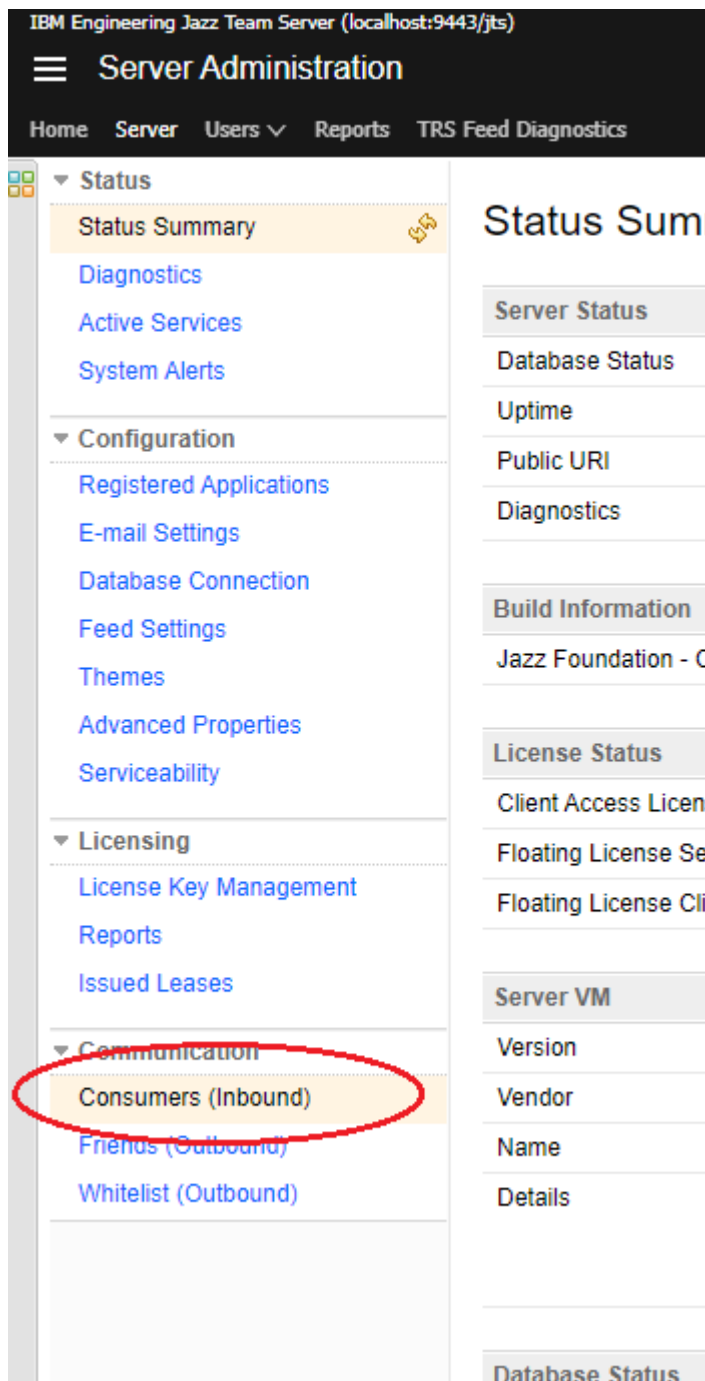 IBM Engineering Jazz Team Server (localhost:9443/jts)
Server Administration
Home Server Users Reports TRS Feed Diagnostics
Status
Status Summary
Diagnostics
Active Services
System Alerts
Configuration
Registered Applications
E-mail Settings
Database Connection
Feed Settings
Themes
Advanced Properties
Serviceability
Licensing
License Key Management
Reports
Issued Leases
Communication
Consumers (Inbound)
Friends (Outbound)
Whitelist (Outbound)
Status Sum
Server Status
Database Status
Uptime
Public URI
Diagnostics
Build Information
Jazz Foundation -
License Status
Client Access Licen
Floating License Se
Floating License Cli
Server VM
Version
Vendor
Name
Details
Database Status